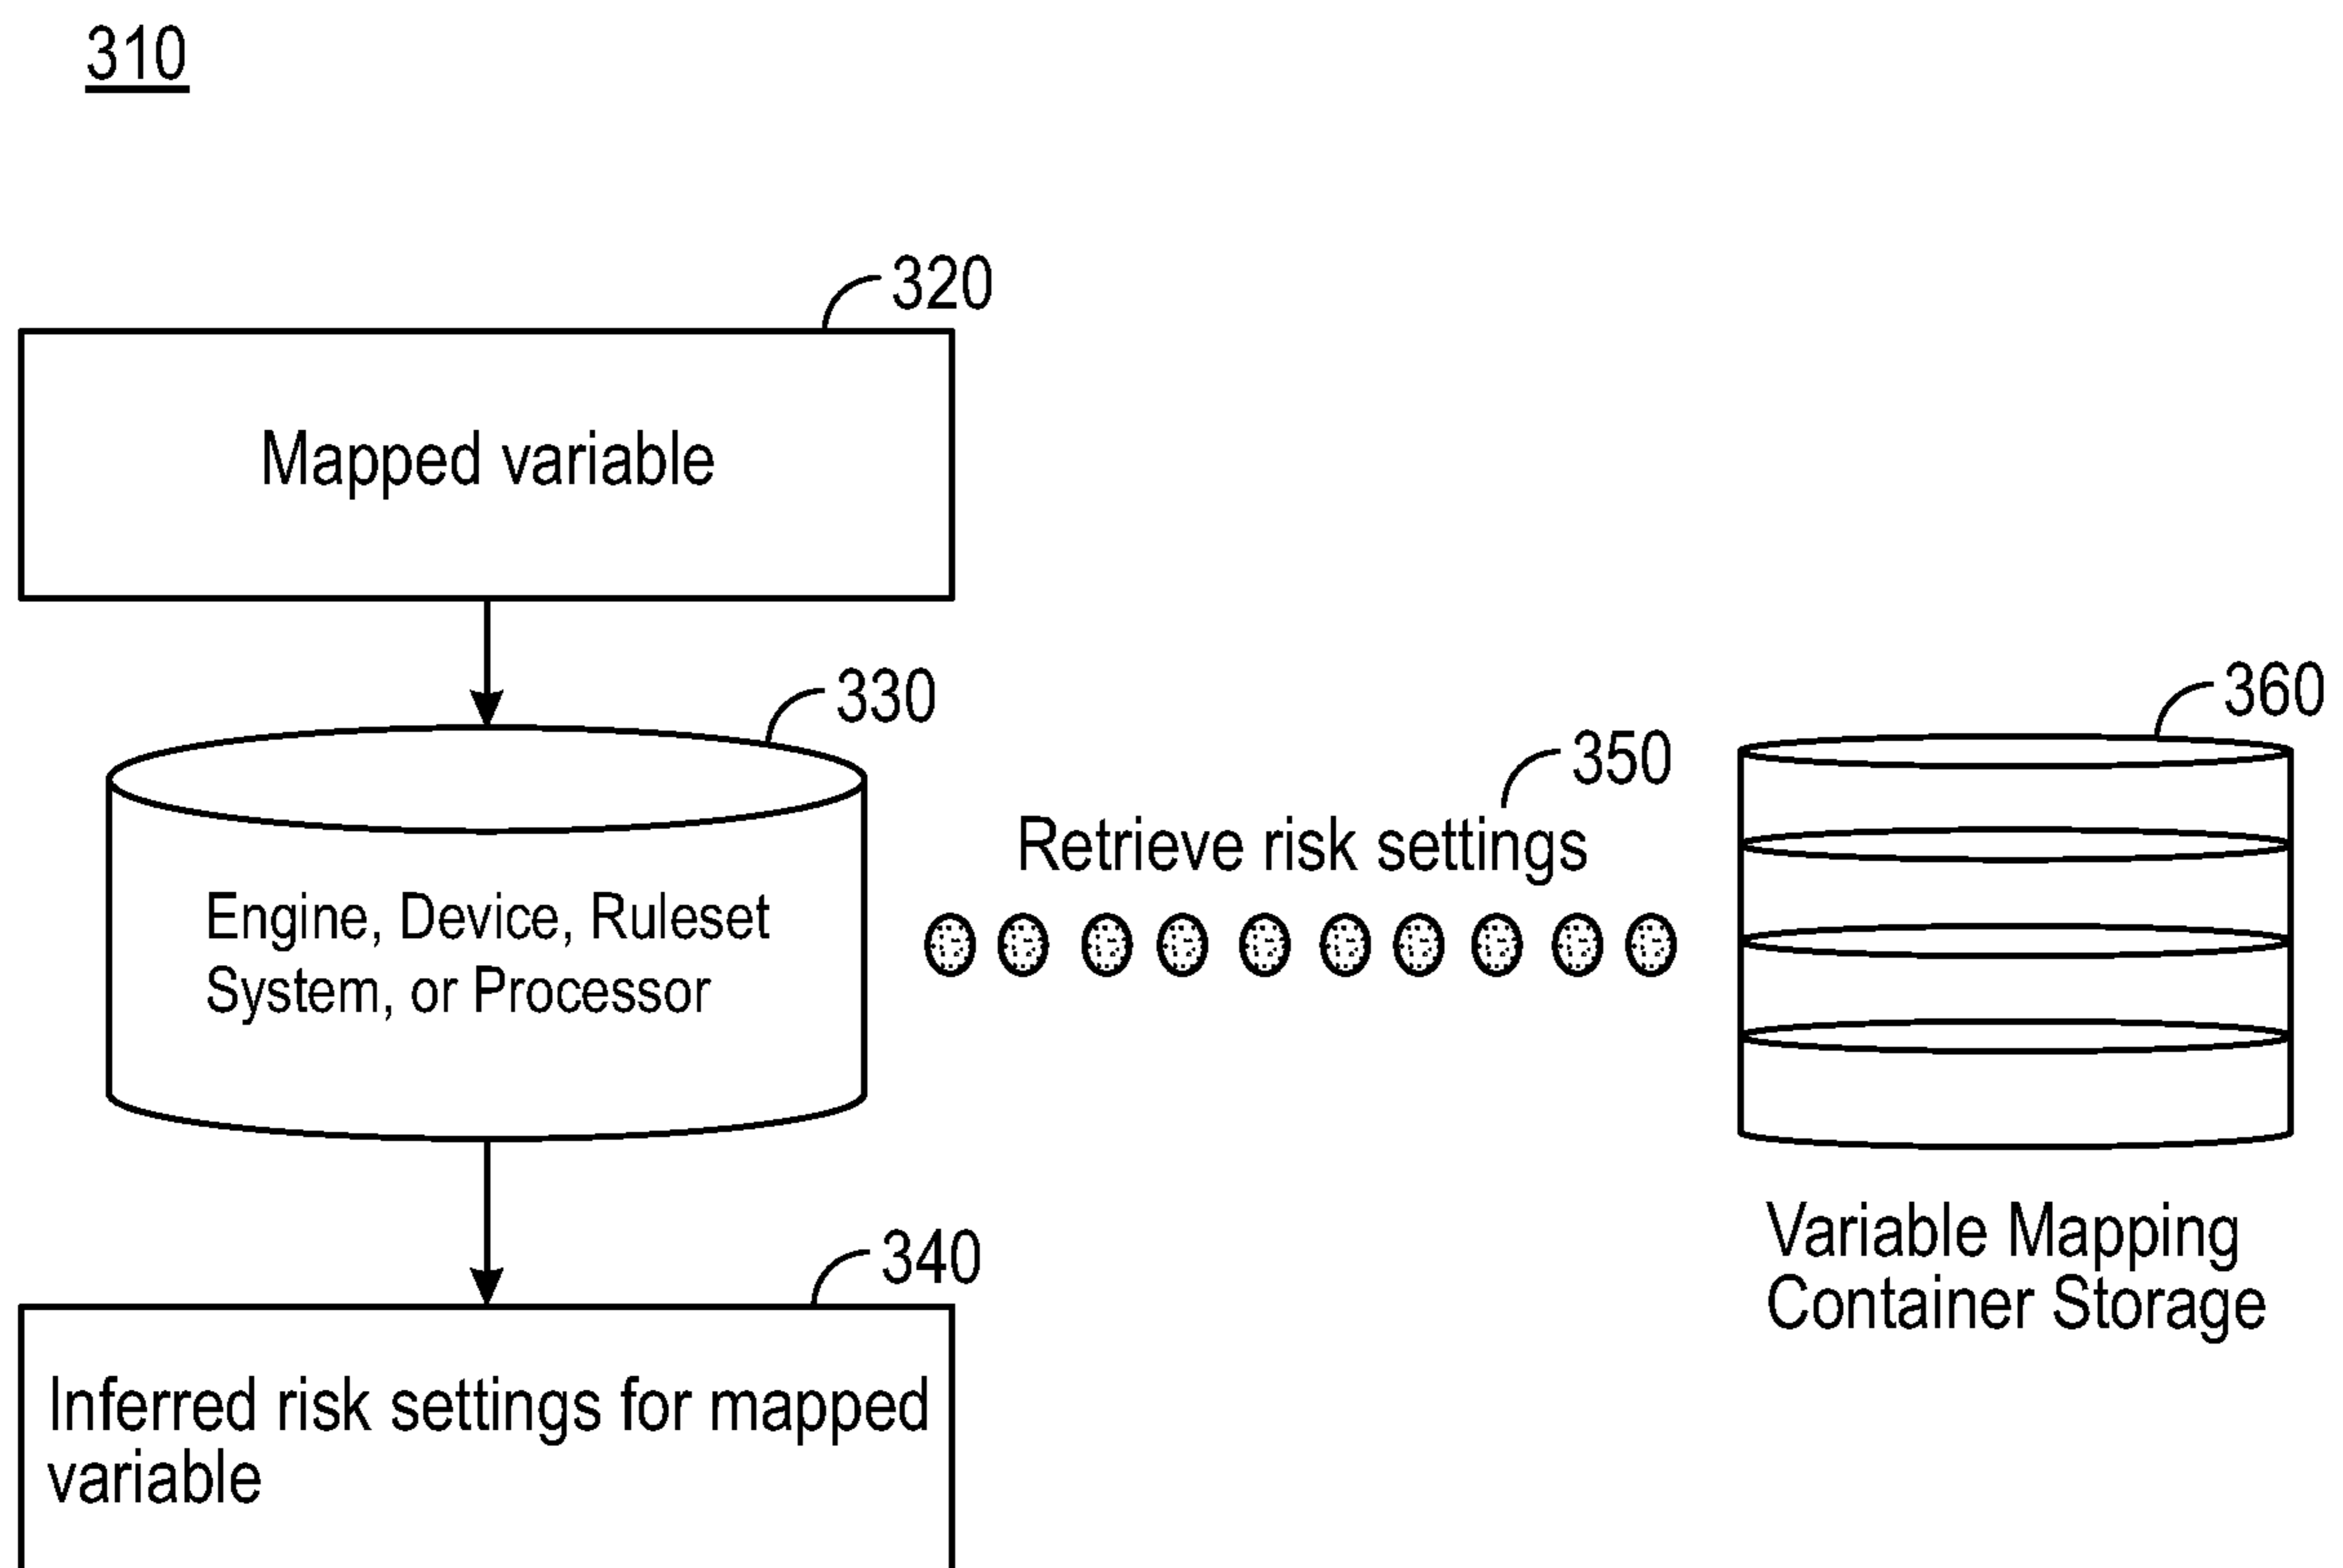 310
320
Mapped variable
330
360
350
Retrieve risk settings
Engine, Device, Ruleset
System, or Processor
Variable Mapping
Container Storage
340
Inferred risk settings for mapped
variable